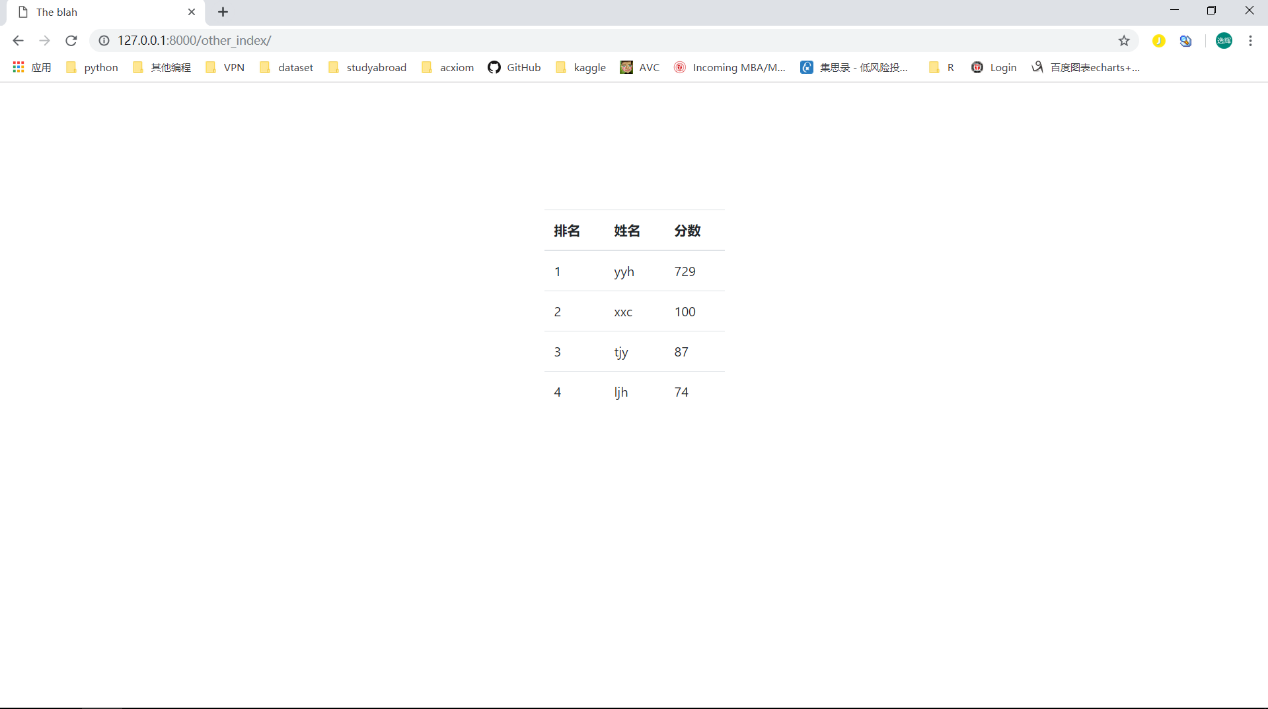 The blah
127.0.0.1:8000/other_index/
应用 python 其他编程 VPN dataset studyabroad acxiom GitHub kaggle AVC Incoming MBA/M... 集思录 - 低风险投... R Login 百度图表echarts+...
排名 姓名 分数
1 yyh 729
2 xxc 100
3 tjy 87
4 ljh 74